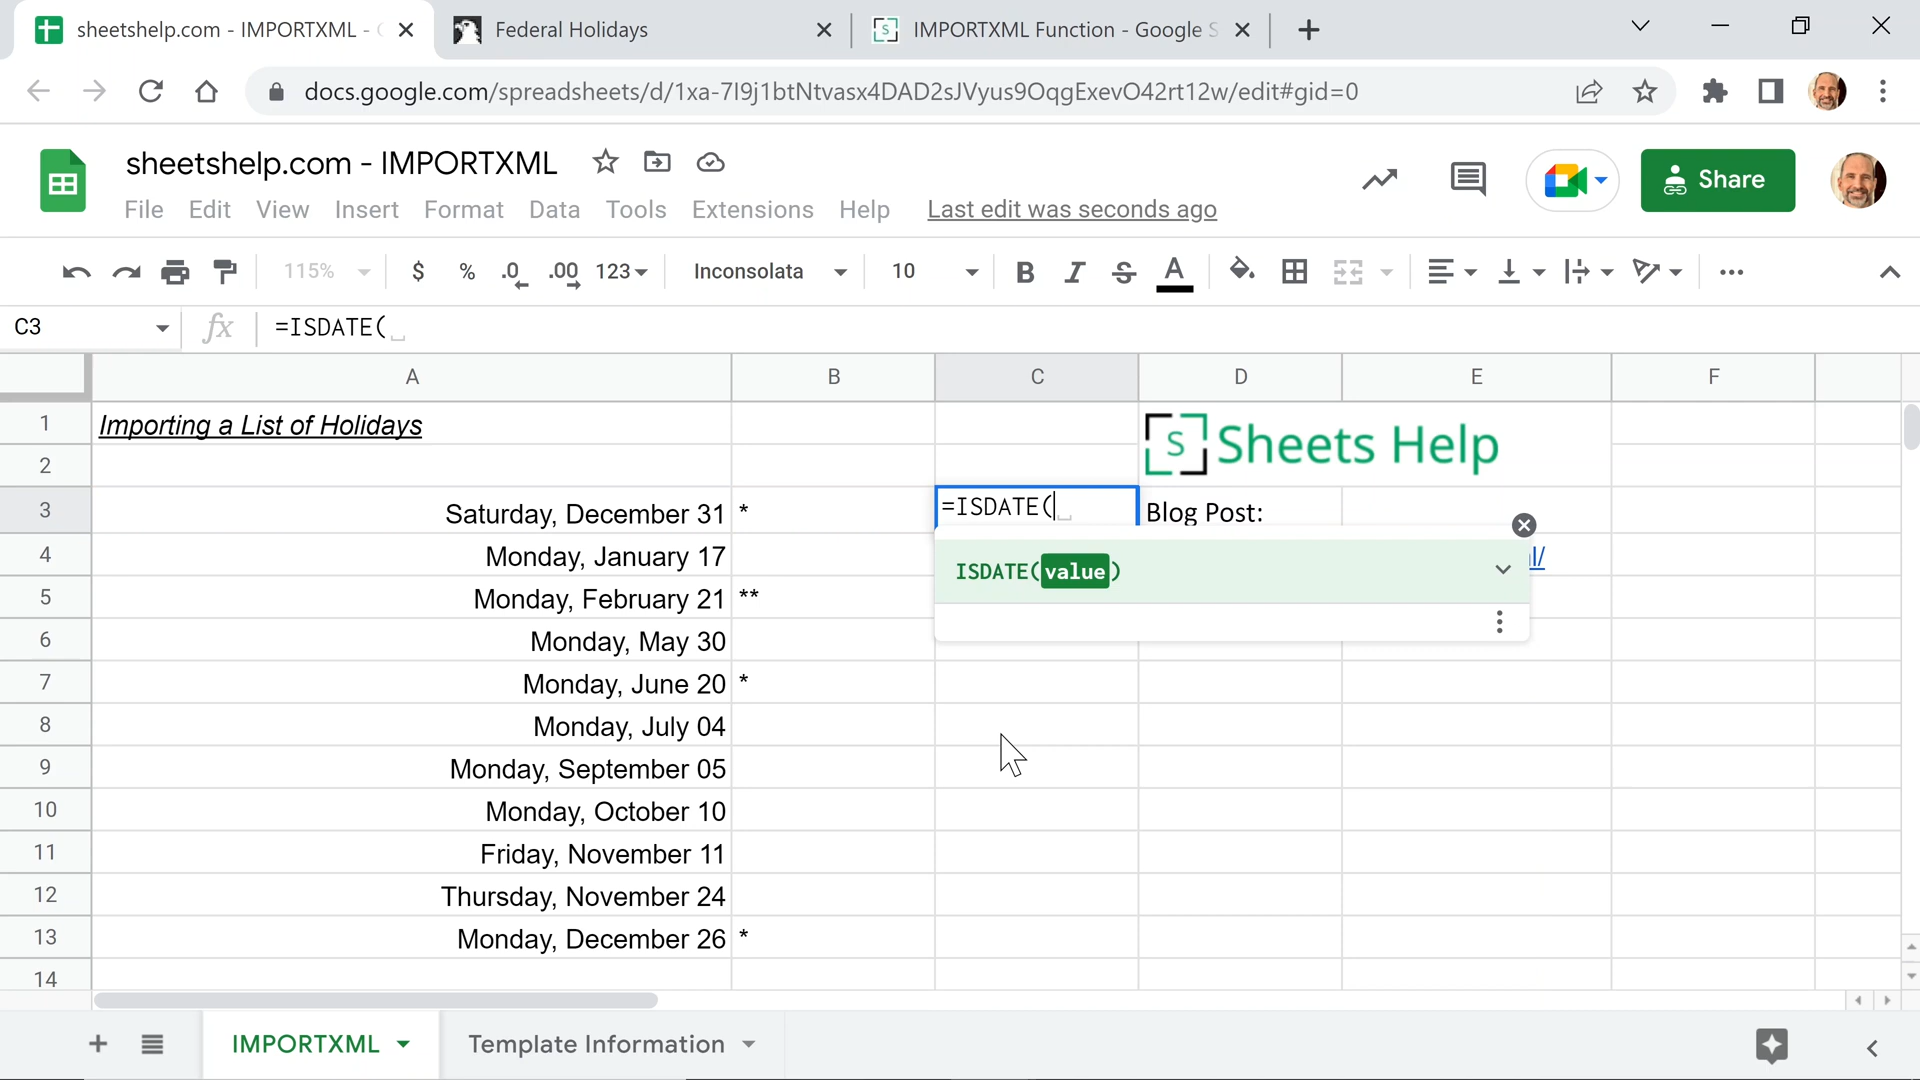 sheetshelp.com - IMPORTXML -
Federal Holidays
IMPORTXML Function - Google S
docs.google.com/spreadsheets/d/1xa-7I9j1btNtvasx4DAD2sJVyus9OqgExevO42rt12w/edit#gid=0
sheetshelp.com - IMPORTXML
Share
File Edit View Insert Format Data Tools Extensions Help Last edit was seconds ago
115% $ % .0 .00 123 Inconsolata 10 B I S A
C3 fx =ISDATE(
A B C D E F
1 Importing a List of Holidays
S Sheets Help
2
3 Saturday, December 31 * =ISDATE( Blog Post:
4 Monday, January 17 l/
ISDATE(value)
5 Monday, February 21 **
6 Monday, May 30
7 Monday, June 20 *
8 Monday, July 04
9 Monday, September 05
10 Monday, October 10
11 Friday, November 11
12 Thursday, November 24
13 Monday, December 26 *
14
IMPORTXML Template Information